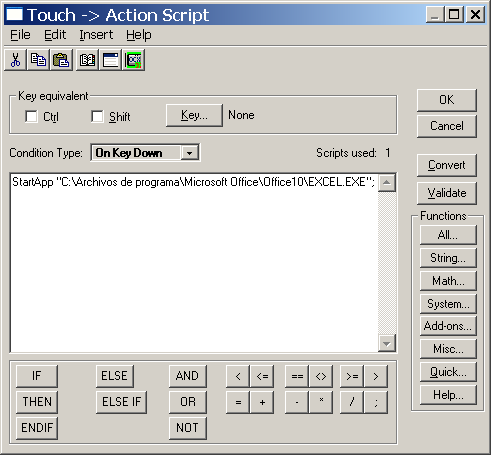 Touch -> Action Script
File Edit Insert Help
Key equivalent
Ctrl Shift Key... None
OK
Cancel
Condition Type: On Key Down Scripts used: 1
Convert
Validate
StartApp "C:\Archivos de programa\Microsoft Office\Office10\EXCEL.EXE";
Functions
All...
String...
Math...
System...
Add-ons...
Misc...
Quick...
Help...
IF ELSE AND < <= == <> >= >
THEN ELSE IF OR = + - * / ;
ENDIF NOT